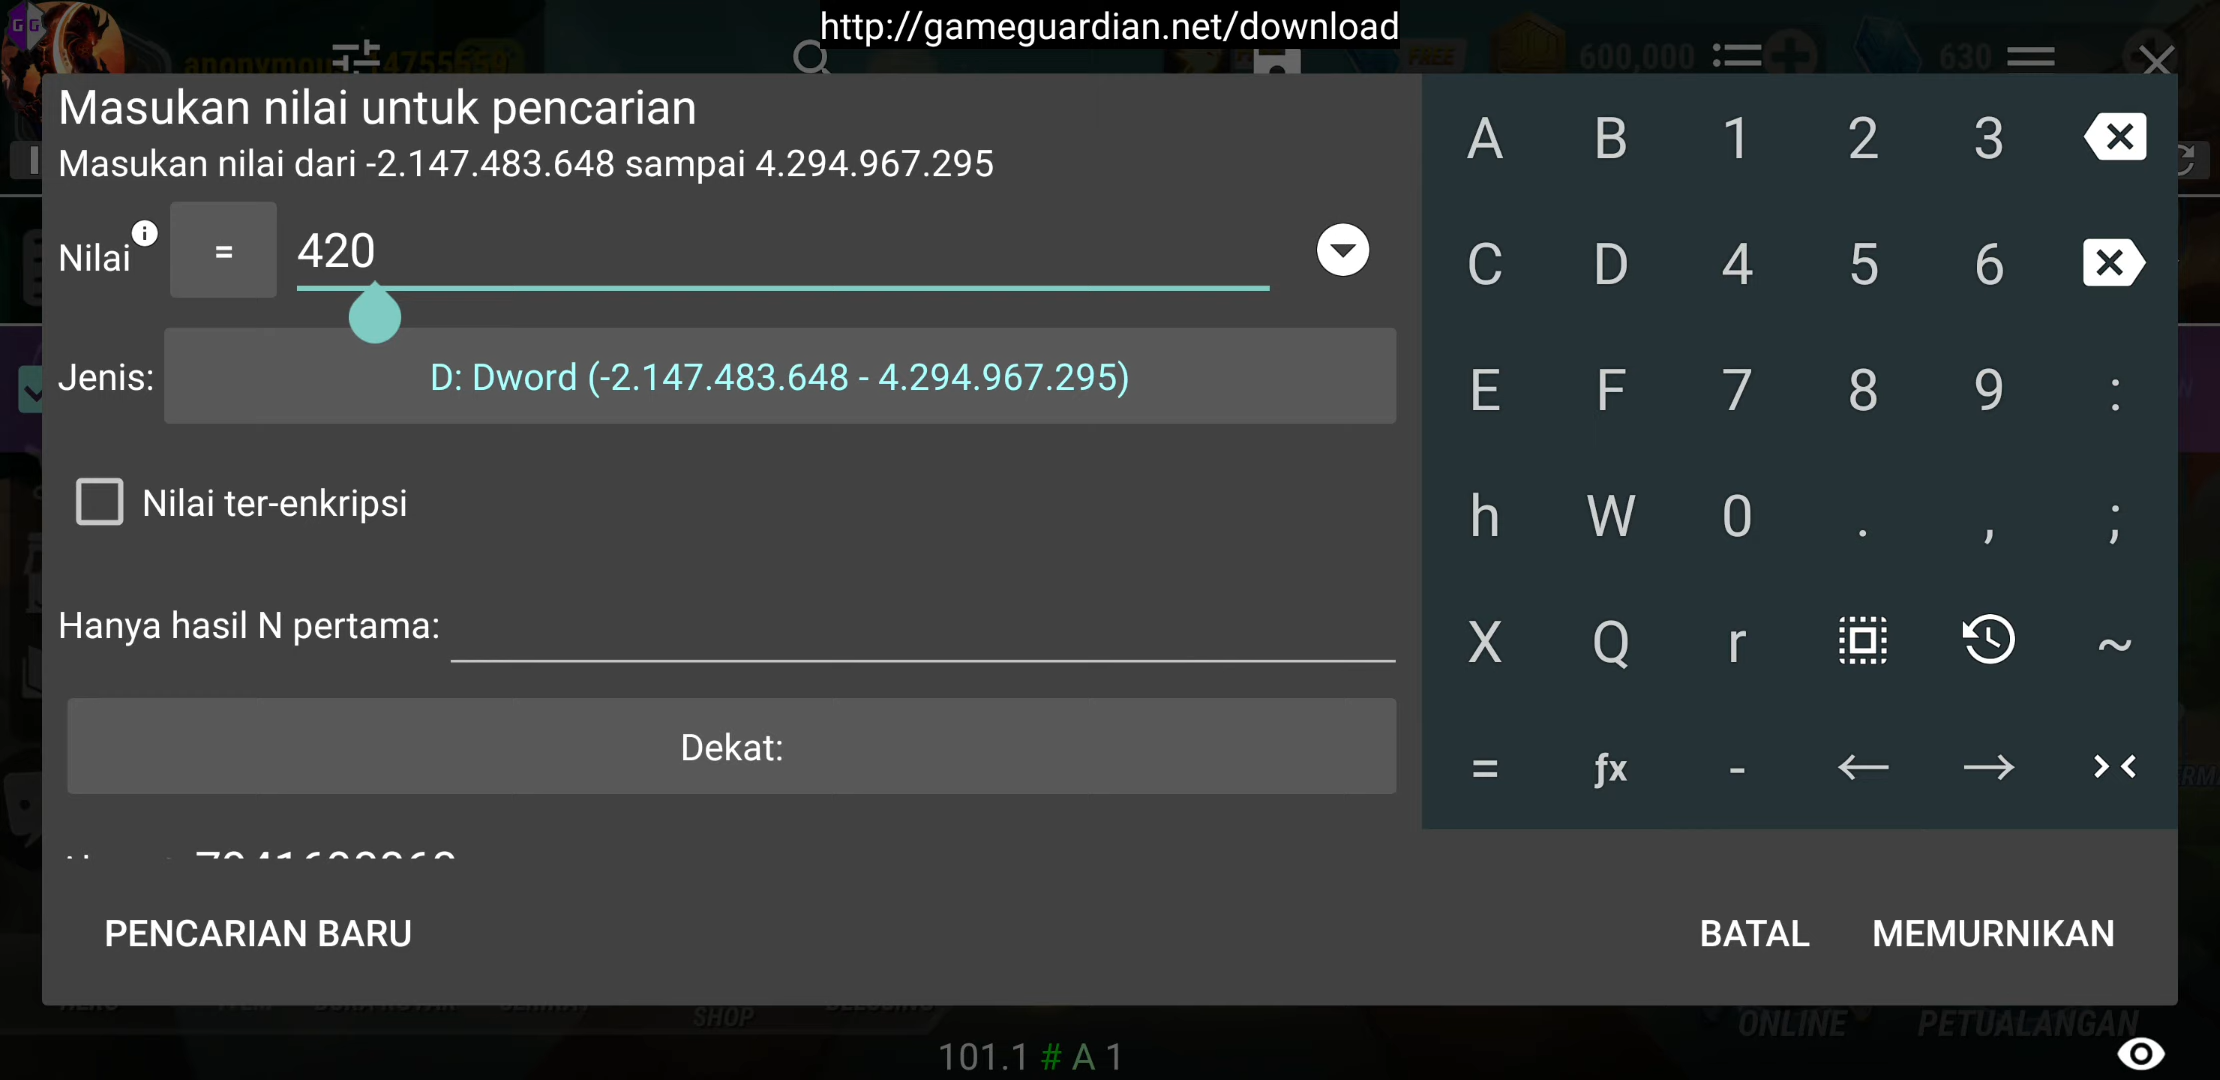 http://gameguardian.net/download
FREE
600,000
630
Masukan nilai untuk pencarian
Masukan nilai dari -2.147.483.648 sampai 4.294.967.295
Nilai
=
420
Jenis:
D: Dword (-2.147.483.648 - 4.294.967.295)
Nilai ter-enkripsi
Hanya hasil N pertama:
Dekat:
PENCARIAN BARU
BATAL
MEMURNIKAN
A B 1 2 3
C D 4 5 6
E F 7 8 9 :
h W 0 . , ;
X Q r ~
= ƒx - ← → › ‹
SHOP
ONLINE
PETUALANGAN
101.1 # A 1